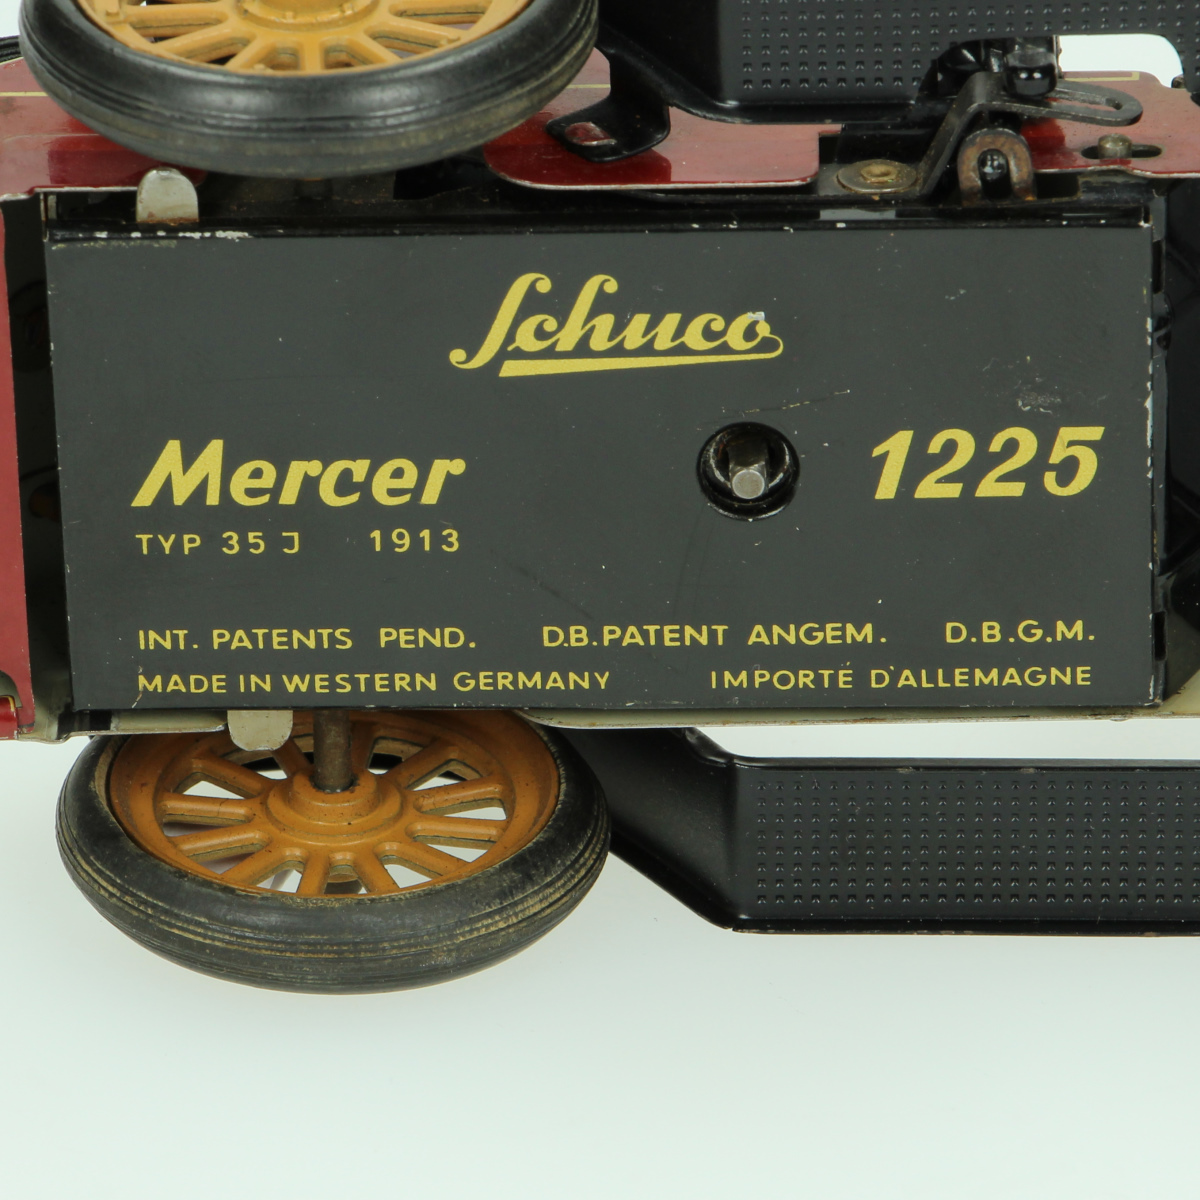 Schuco
Mercer 1225
TYP 35 J 1913
INT. PATENTS PEND. D.B.PATENT ANGEM. D.B.G.M.
MADE IN WESTERN GERMANY IMPORTÉ D'ALLEMAGNE